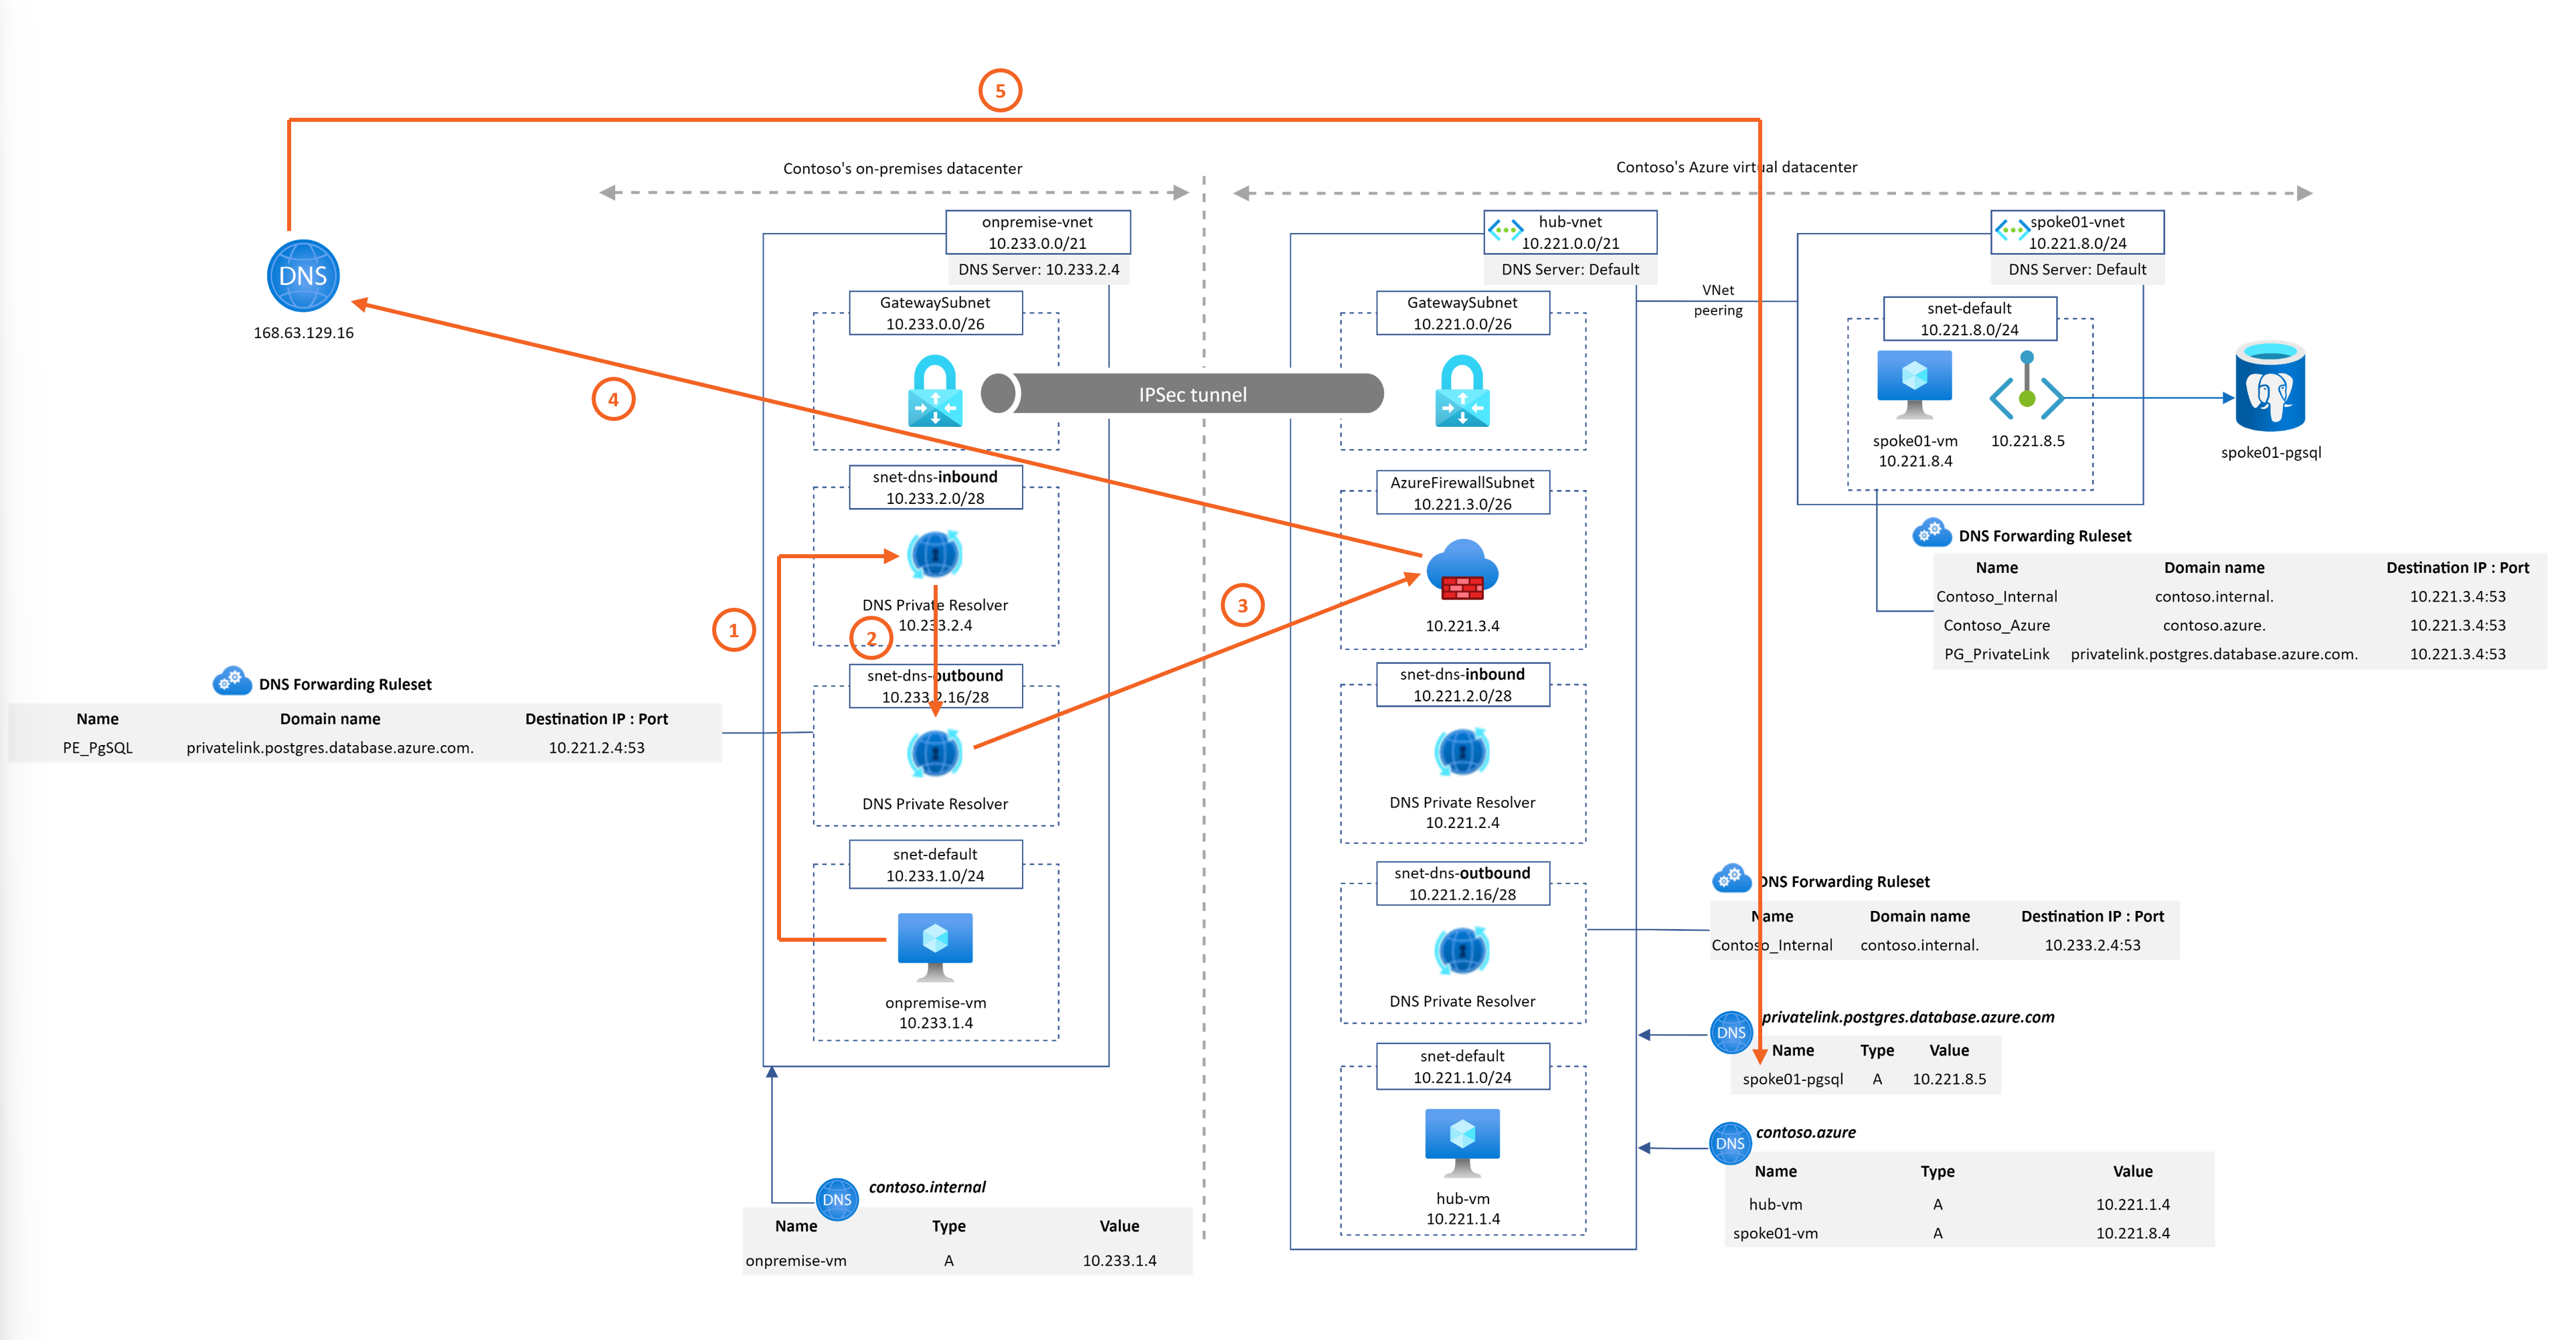 5
Contoso's on-premises datacenter
Contoso's Azure virtual datacenter
onpremise-vnet
10.233.0.0/21
DNS Server: 10.233.2.4
hub-vnet
10.221.0.0/21
DNS Server: Default
spoke01-vnet
10.221.8.0/24
DNS Server: Default
DNS
168.63.129.16
4
GatewaySubnet
10.233.0.0/26
IPSec tunnel
GatewaySubnet
10.221.0.0/26
VNet
peering
snet-default
10.221.8.0/24
spoke01-vm
10.221.8.4
10.221.8.5
spoke01-pgsql
snet-dns-inbound
10.233.2.0/28
DNS Private Resolver
10.233.2.4
1
2
3
AzureFirewallSubnet
10.221.3.0/26
10.221.3.4
DNS Forwarding Ruleset
Name Domain name Destination IP : Port
Contoso_Internal contoso.internal. 10.221.3.4:53
Contoso_Azure contoso.azure. 10.221.3.4:53
PG_PrivateLink privatelink.postgres.database.azure.com. 10.221.3.4:53
DNS Forwarding Ruleset
Name Domain name Destination IP : Port
PE_PgSQL privatelink.postgres.database.azure.com. 10.221.2.4:53
snet-dns-outbound
10.233.2.16/28
DNS Private Resolver
snet-dns-inbound
10.221.2.0/28
DNS Private Resolver
10.221.2.4
snet-default
10.233.1.0/24
onpremise-vm
10.233.1.4
snet-dns-outbound
10.221.2.16/28
DNS Private Resolver
DNS Forwarding Ruleset
Name Domain name Destination IP : Port
Contoso_Internal contoso.internal. 10.233.2.4:53
DNS
privatelink.postgres.database.azure.com
Name Type Value
spoke01-pgsql A 10.221.8.5
snet-default
10.221.1.0/24
hub-vm
10.221.1.4
DNS
contoso.azure
Name Type Value
hub-vm A 10.221.1.4
spoke01-vm A 10.221.8.4
DNS
contoso.internal
Name Type Value
onpremise-vm A 10.233.1.4